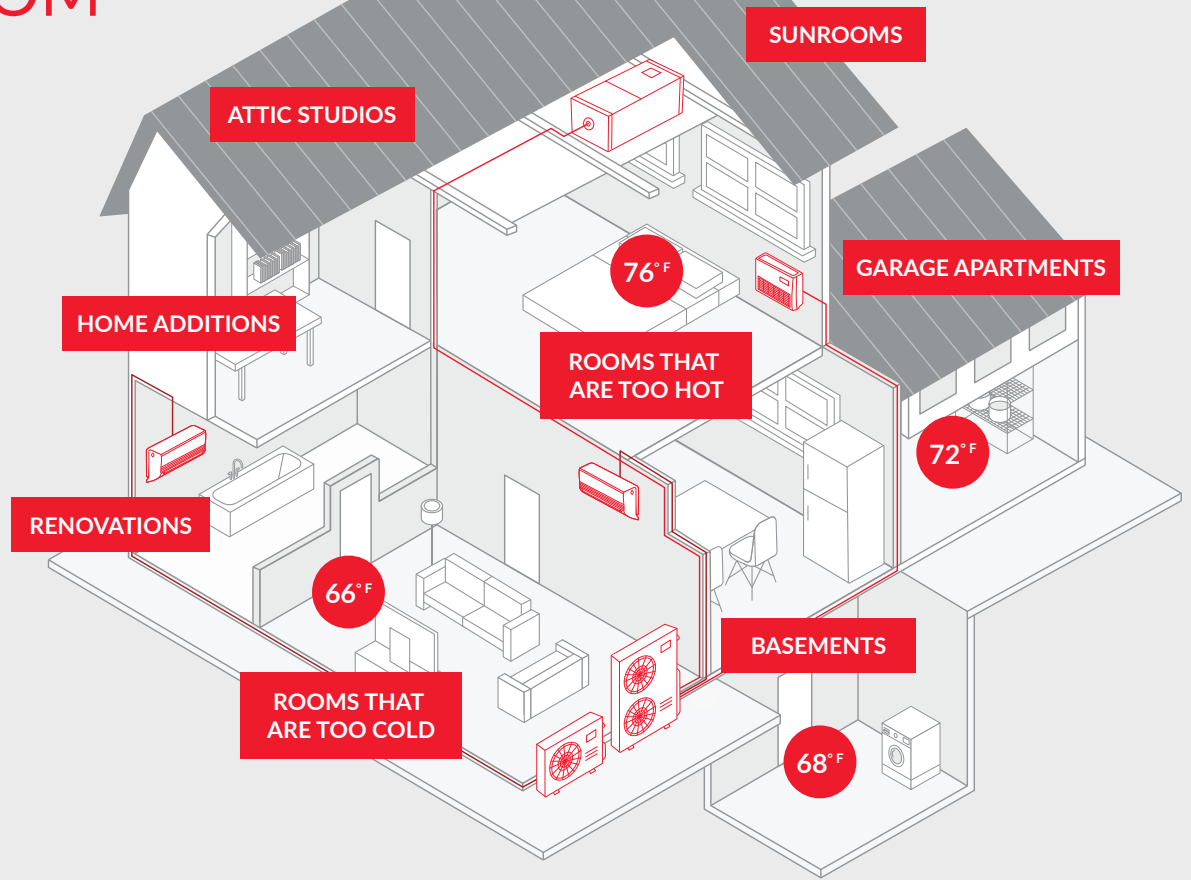 OM
SUNROOMS
ATTIC STUDIOS
76°F
GARAGE APARTMENTS
HOME ADDITIONS
ROOMS THAT
ARE TOO HOT
72°F
RENOVATIONS
66°F
BASEMENTS
ROOMS THAT
ARE TOO COLD
68°F